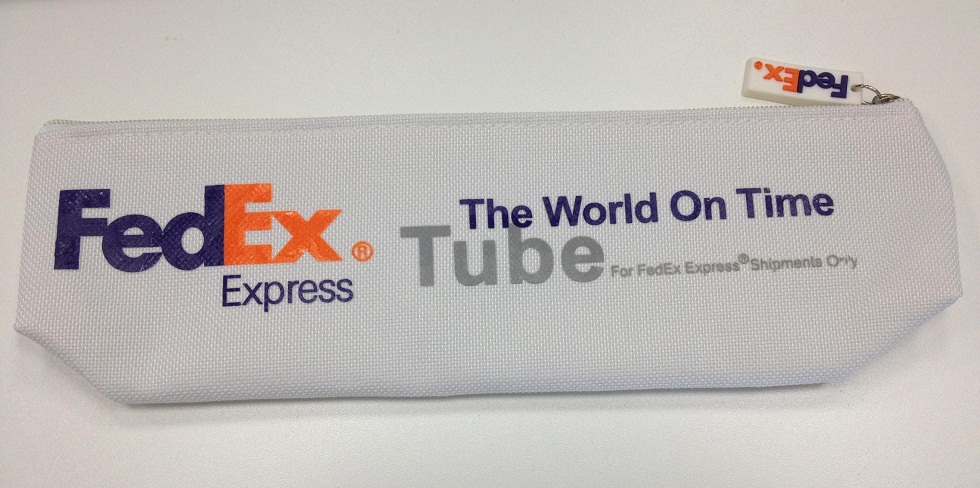 FedEx®
FedEx®
Express
The World On Time
Tube
For FedEx Express® Shipments Only